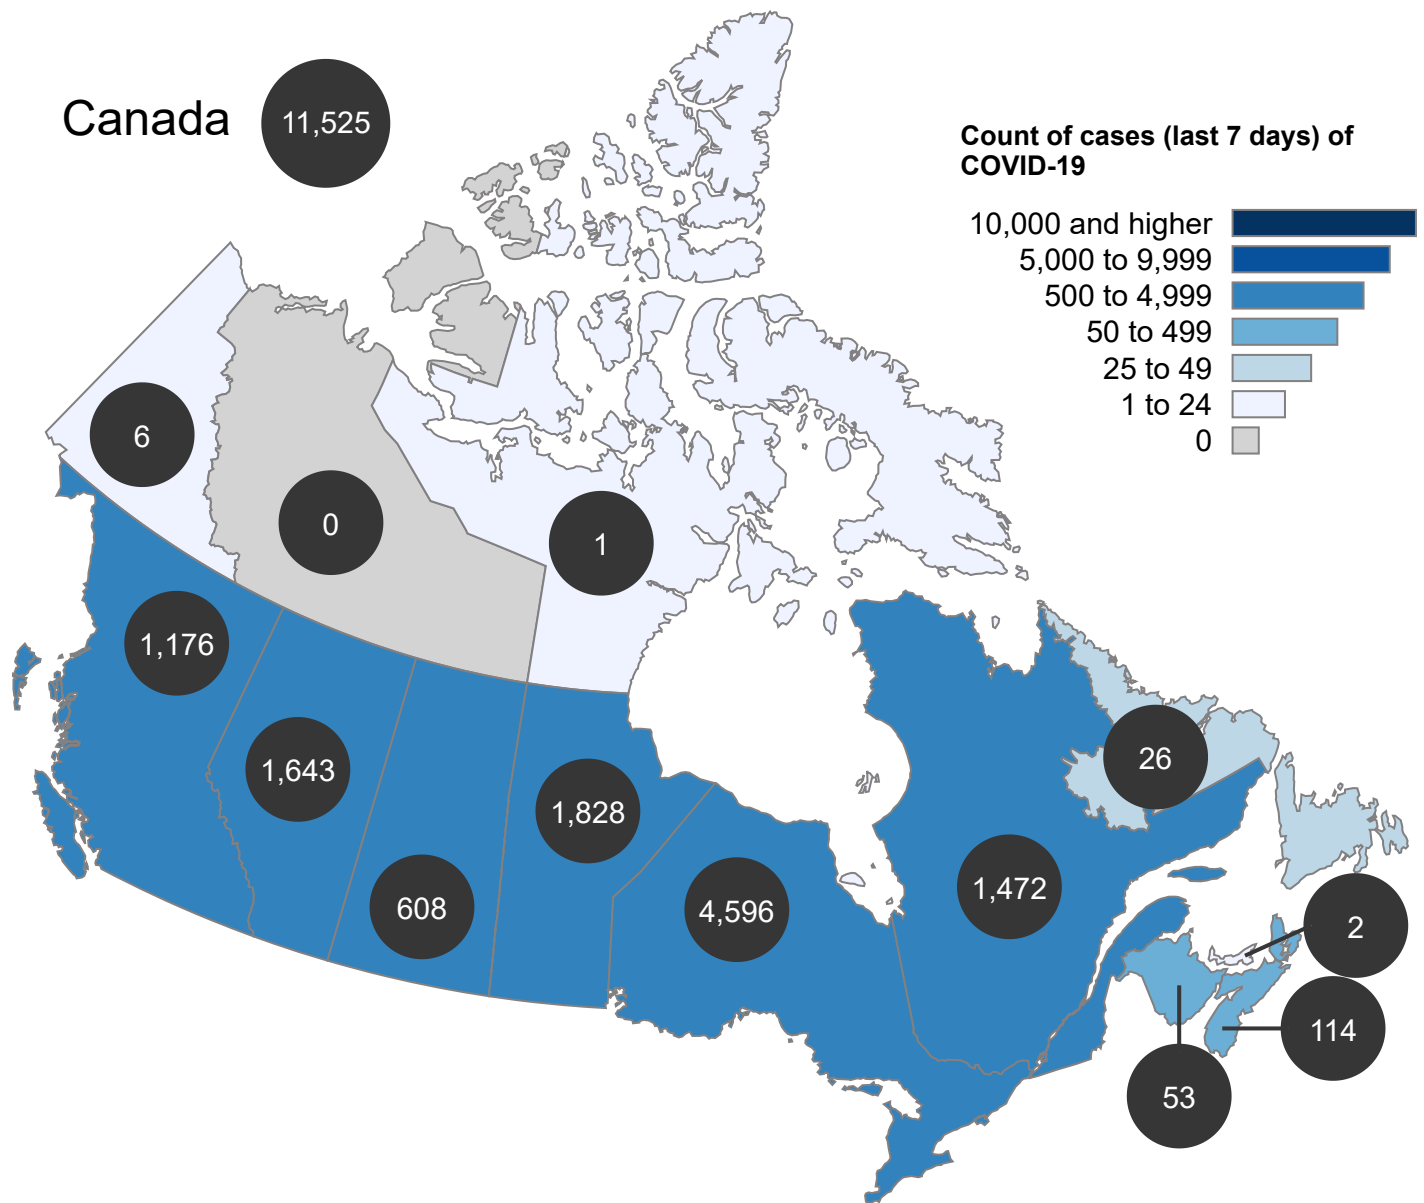 Canada
11,525
Count of cases (last 7 days) of
COVID-19
10,000 and higher
5,000 to 9,999
500 to 4,999
50 to 499
25 to 49
1 to 24
0
6
0
1
1,176
1,643
608
1,828
4,596
1,472
26
2
114
53